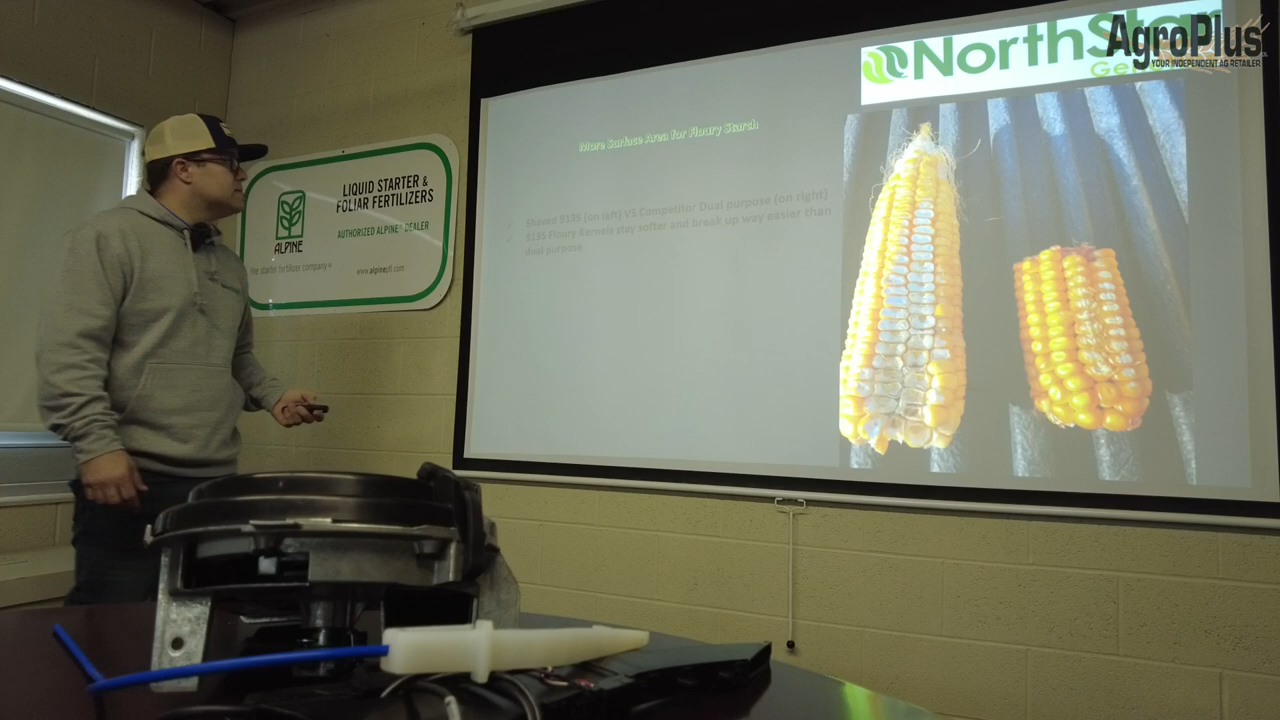 AgroPlus
YOUR INDEPENDENT AG RETAILER
NorthStar
Ge
More Surface Area for Floury Starch
Shaved 9135 (on left) VS Competitor Dual purpose (on right)
9135 Floury Kernels stay softer and break up way easier than
dual purpose
LIQUID STARTER &
FOLIAR FERTILIZERS
AUTHORIZED ALPINE® DEALER
ALPINE
he starter fertilizer company
www.alpinepfl.com